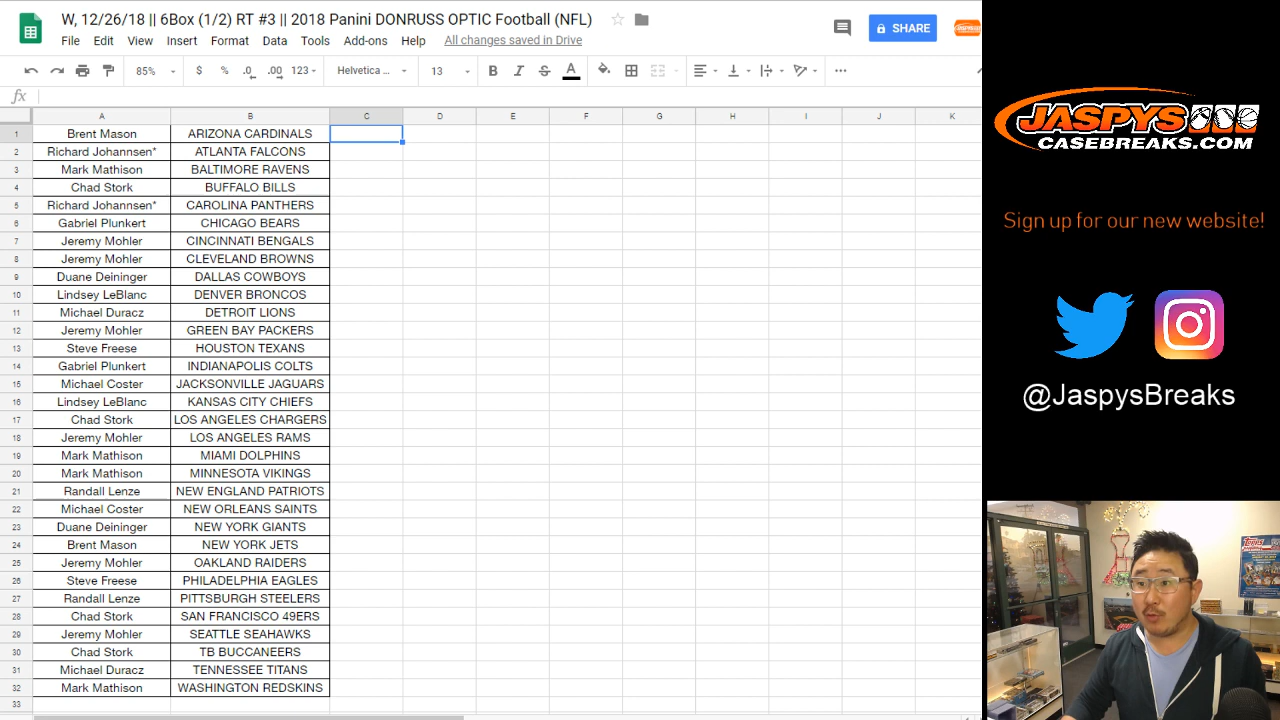 W, 12/26/18 || 6Box (1/2) RT #3 || 2018 Panini DONRUSS OPTIC Football (NFL)
File Edit View Insert Format Data Tools Add-ons Help All changes saved in Drive
SHARE
85% $ % .0 .00 123 Helvetica ... 13 B I S A
fx
A B C D E F G H I J K
1 Brent Mason ARIZONA CARDINALS
2 Richard Johannsen* ATLANTA FALCONS
3 Mark Mathison BALTIMORE RAVENS
4 Chad Stork BUFFALO BILLS
5 Richard Johannsen* CAROLINA PANTHERS
6 Gabriel Plunkert CHICAGO BEARS
7 Jeremy Mohler CINCINNATI BENGALS
8 Jeremy Mohler CLEVELAND BROWNS
9 Duane Deininger DALLAS COWBOYS
10 Lindsey LeBlanc DENVER BRONCOS
11 Michael Duracz DETROIT LIONS
12 Jeremy Mohler GREEN BAY PACKERS
13 Steve Freese HOUSTON TEXANS
14 Gabriel Plunkert INDIANAPOLIS COLTS
15 Michael Coster JACKSONVILLE JAGUARS
16 Lindsey LeBlanc KANSAS CITY CHIEFS
17 Chad Stork LOS ANGELES CHARGERS
18 Jeremy Mohler LOS ANGELES RAMS
19 Mark Mathison MIAMI DOLPHINS
20 Mark Mathison MINNESOTA VIKINGS
21 Randall Lenze NEW ENGLAND PATRIOTS
22 Michael Coster NEW ORLEANS SAINTS
23 Duane Deininger NEW YORK GIANTS
24 Brent Mason NEW YORK JETS
25 Jeremy Mohler OAKLAND RAIDERS
26 Steve Freese PHILADELPHIA EAGLES
27 Randall Lenze PITTSBURGH STEELERS
28 Chad Stork SAN FRANCISCO 49ERS
29 Jeremy Mohler SEATTLE SEAHAWKS
30 Chad Stork TB BUCCANEERS
31 Michael Duracz TENNESSEE TITANS
32 Mark Mathison WASHINGTON REDSKINS
33
JASPYS
CASEBREAKS.COM
Sign up for our new website!
@JaspysBreaks
Topps